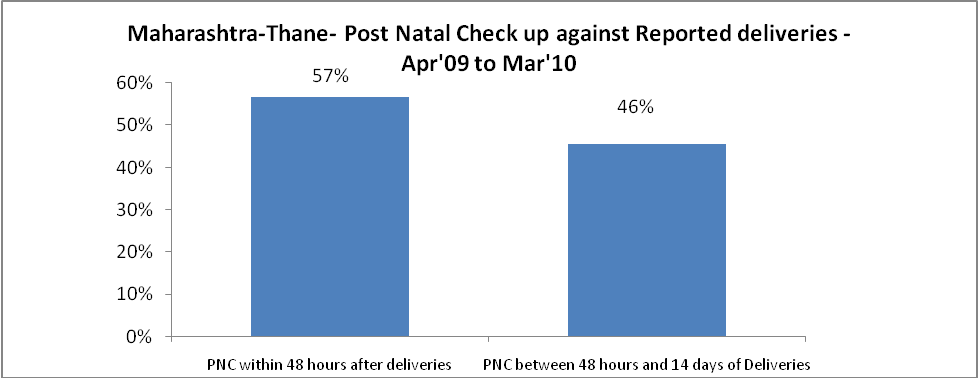 Maharashtra-Thane- Post Natal Check up against Reported deliveries -
Apr'09 to Mar'10
57%
46%
60%
50%
40%
30%
20%
10%
0%
PNC within 48 hours after deliveries
PNC between 48 hours and 14 days of Deliveries